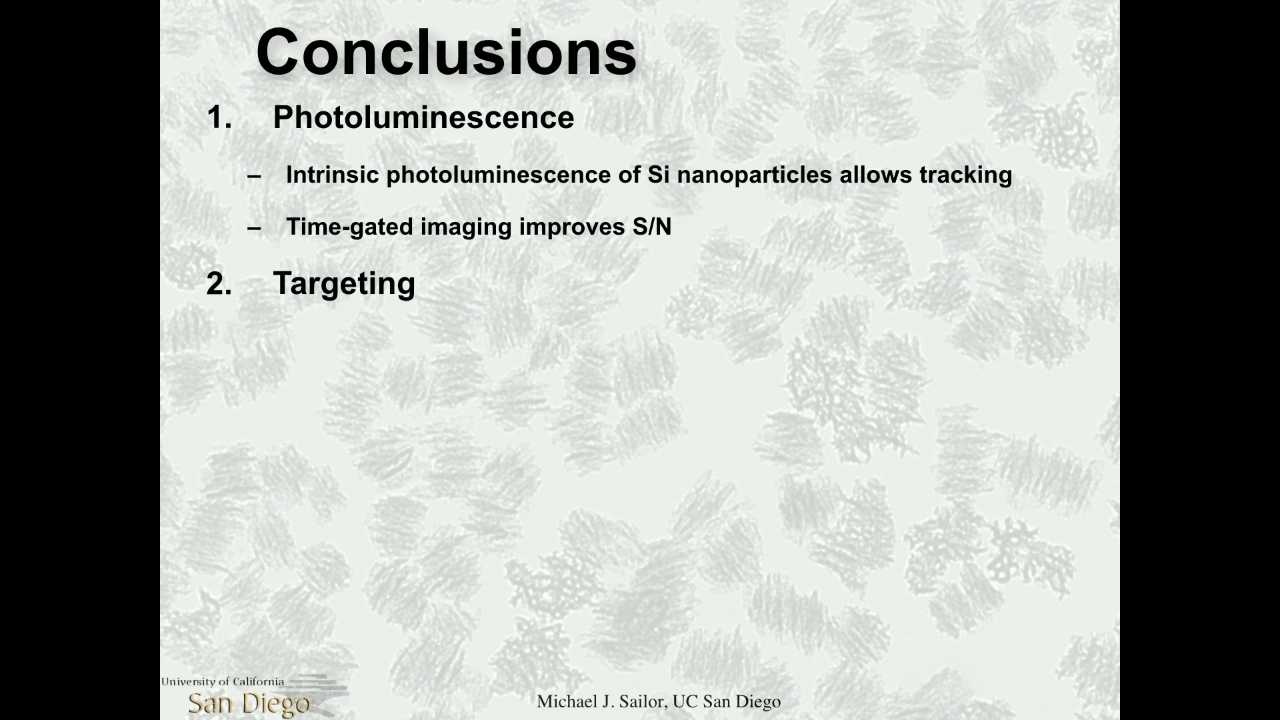 Conclusions
1. Photoluminescence
– Intrinsic photoluminescence of Si nanoparticles allows tracking
– Time-gated imaging improves S/N
2. Targeting
University of California
San Diego
Michael J. Sailor, UC San Diego